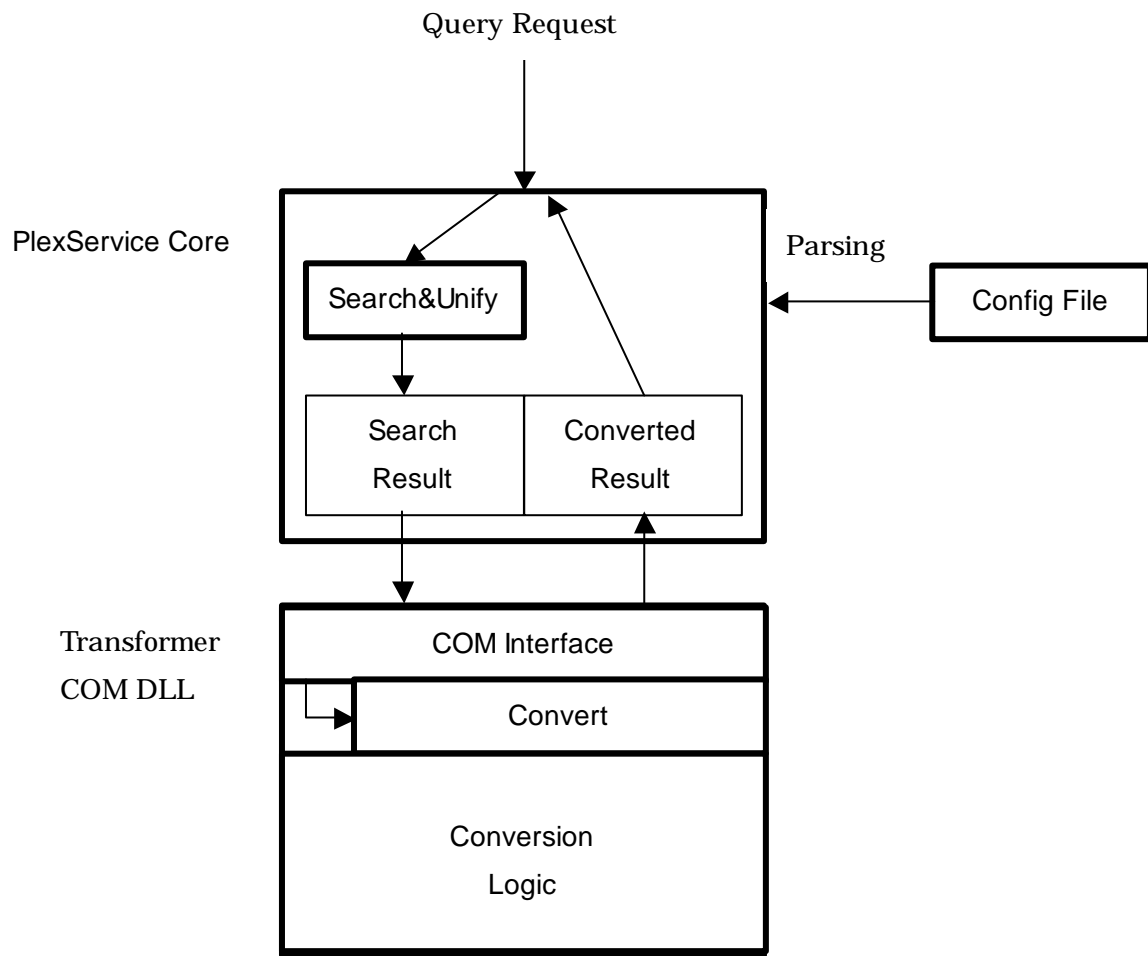 Query Request
PlexService Core
Parsing
Search&Unify
Config File
Search
Result
Converted
Result
Transformer
COM DLL
COM Interface
Convert
Conversion
Logic